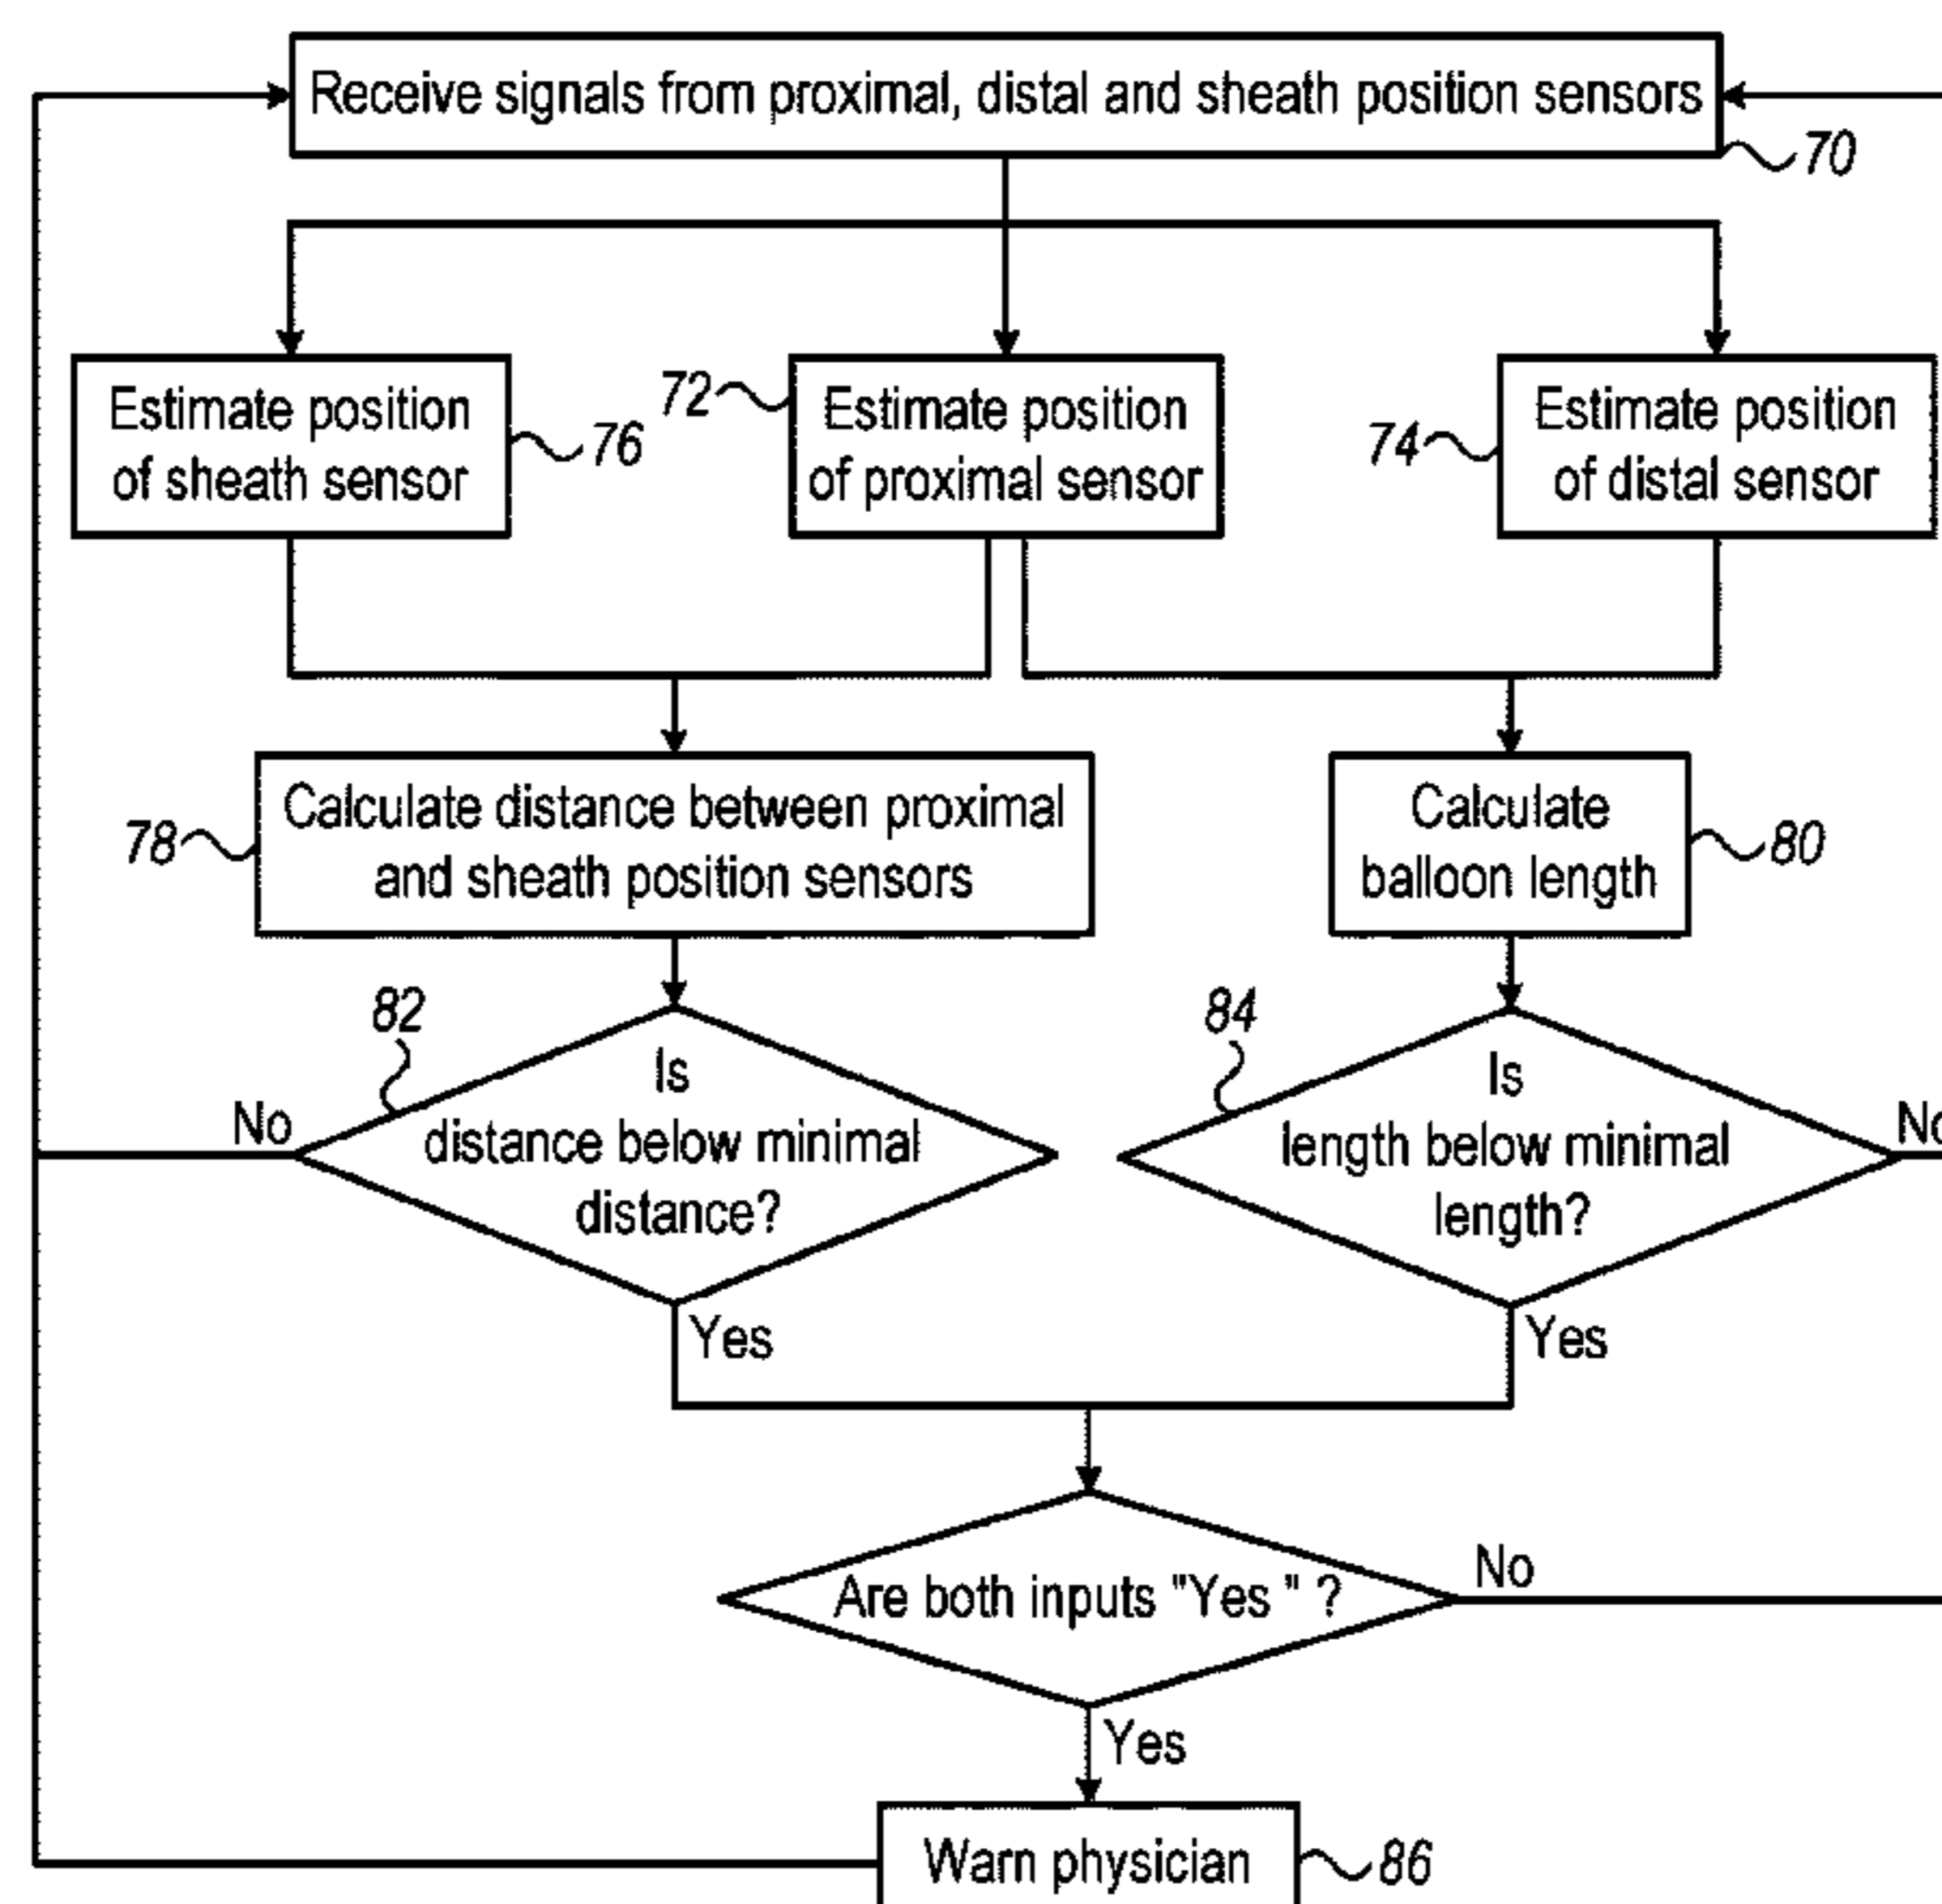 Receive signals from proximal, distal and sheath position sensors
70
Estimate position
of sheath sensor
76
72
Estimate position
of proximal sensor
74
Estimate position
of distal sensor
78
Calculate distance between proximal
and sheath position sensors
Calculate
balloon length
80
82
Is
distance below minimal
distance?
No
Yes
84
Is
length below minimal
length?
No
Yes
Are both inputs "Yes " ?
No
Yes
Warn physician
86